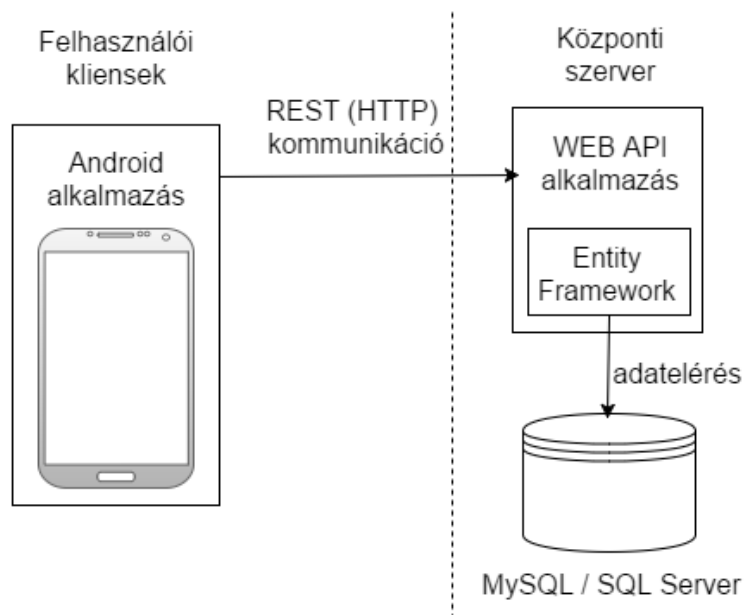 Felhasználói
kliensek
Android
alkalmazás
REST (HTTP)
kommunikáció
Központi
szerver
WEB API
alkalmazás
Entity
Framework
adatelérés
MySQL / SQL Server